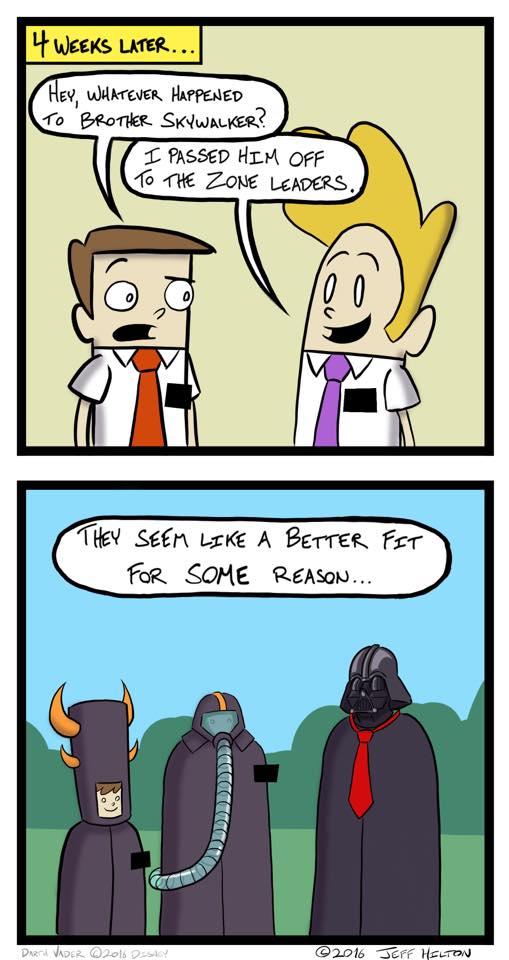 4 WEEKS LATER...
HEY, WHATEVER HAPPENED
TO BROTHER SKYWALKER?
I PASSED HIM OFF
TO THE ZONE LEADERS.
THEY SEEM LIKE A BETTER FIT
FOR SOME REASON...
DARTH VADER ©2016 DISNEY
©2016 JEFF HILTON